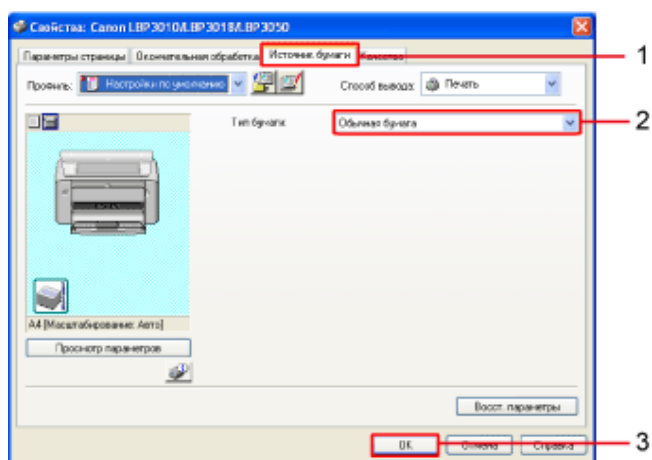 Свойства: Canon LBP3010/LBP3018/LBP3050
Параметры страницы Окончательная обработка Источник бумаги Качество
1
Профиль: Настройки по умолчанию Способ вывода: Печать
Тип бумаги: Обычная бумага
2
A4 [Масштабирование: Авто]
Просмотр параметров
Восст. параметры
OK Отмена Справка
3